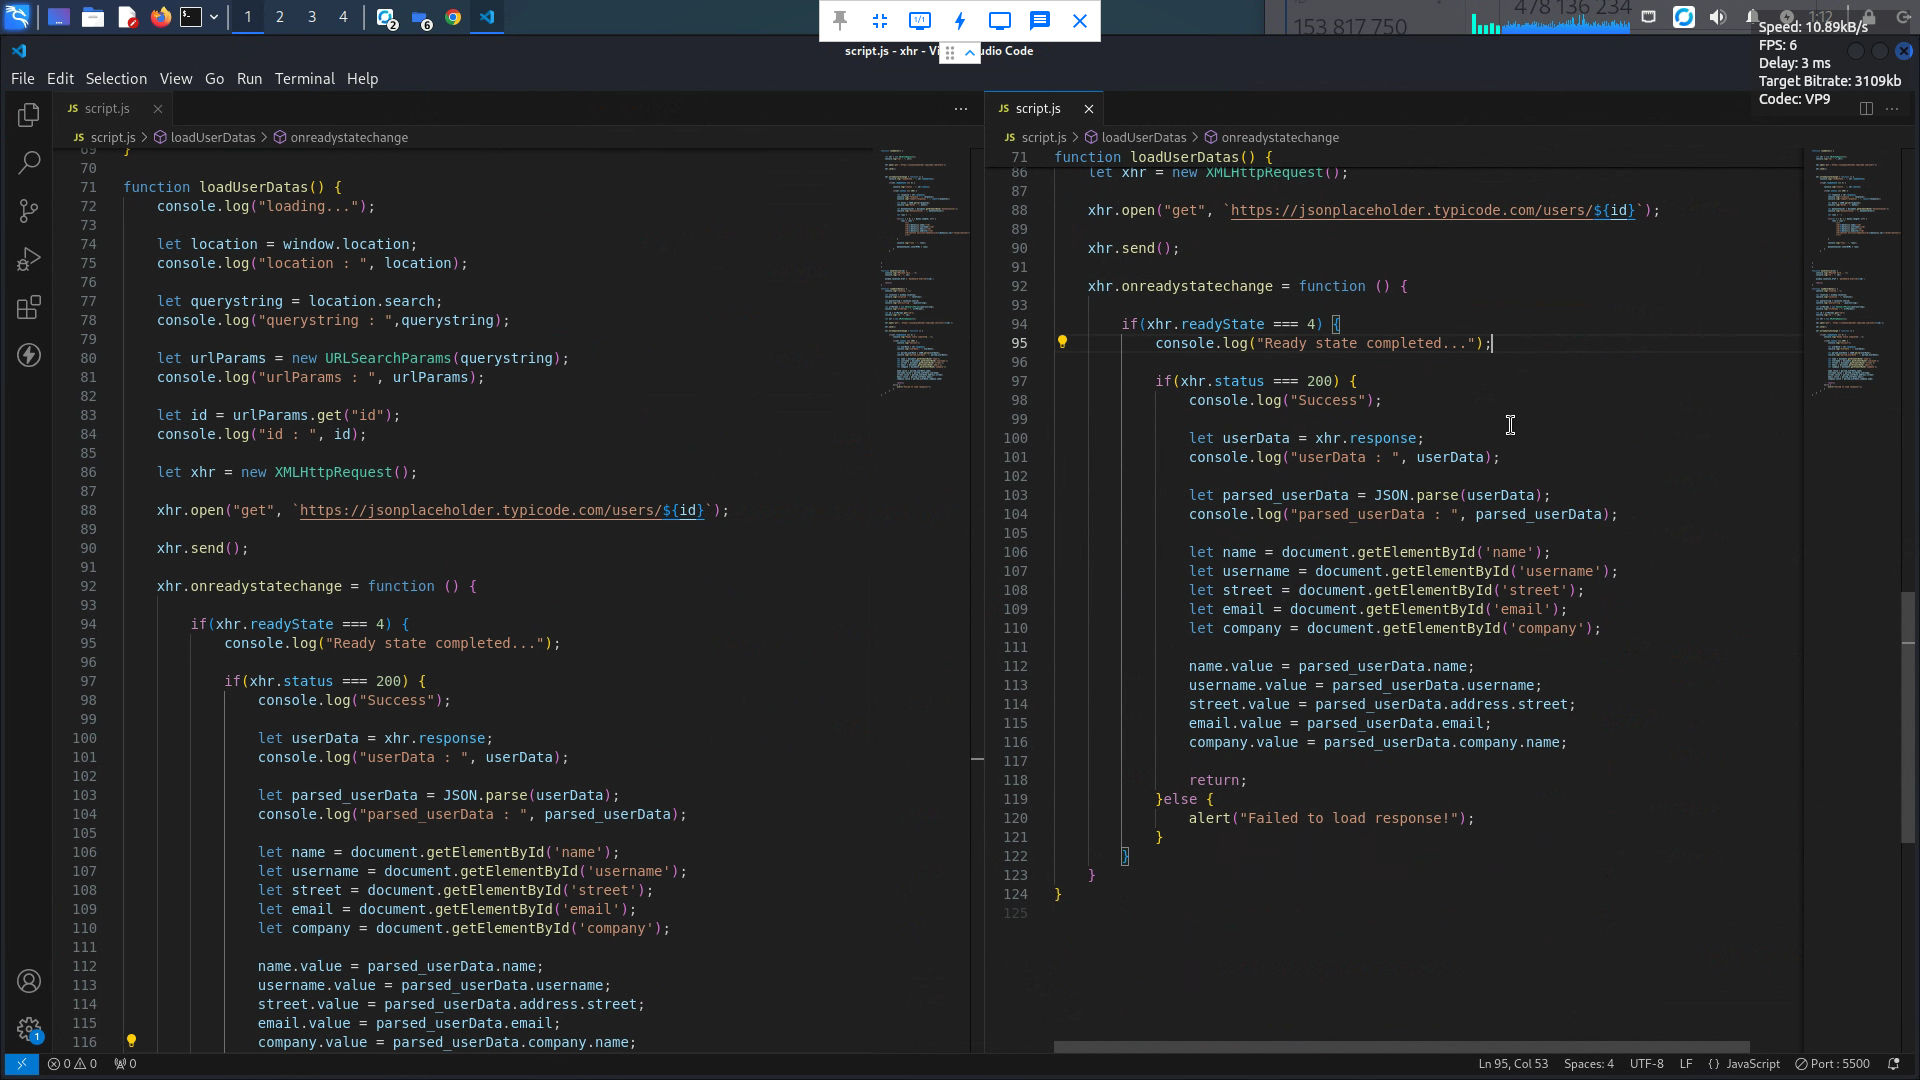 1 2 3 4
2
6
1/1
153 817 750
478 136 234
1:12
Speed: 10.89kB/s
FPS: 6
Delay: 3 ms
Target Bitrate: 3109kb
Codec: VP9
script.js - xhr - Vi udio Code
File Edit Selection View Go Run Terminal Help
JS script.js
JS script.js > loadUserDatas > onreadystatechange
69 }
70
71 function loadUserDatas() {
72 console.log("loading...");
73
74 let location = window.location;
75 console.log("location : ", location);
76
77 let querystring = location.search;
78 console.log("querystring : ",querystring);
79
80 let urlParams = new URLSearchParams(querystring);
81 console.log("urlParams : ", urlParams);
82
83 let id = urlParams.get("id");
84 console.log("id : ", id);
85
86 let xhr = new XMLHttpRequest();
87
88 xhr.open("get", `https://jsonplaceholder.typicode.com/users/${id}`);
89
90 xhr.send();
91
92 xhr.onreadystatechange = function () {
93
94 if(xhr.readyState === 4) {
95 console.log("Ready state completed...");
96
97 if(xhr.status === 200) {
98 console.log("Success");
99
100 let userData = xhr.response;
101 console.log("userData : ", userData);
102
103 let parsed_userData = JSON.parse(userData);
104 console.log("parsed_userData : ", parsed_userData);
105
106 let name = document.getElementById('name');
107 let username = document.getElementById('username');
108 let street = document.getElementById('street');
109 let email = document.getElementById('email');
110 let company = document.getElementById('company');
111
112 name.value = parsed_userData.name;
113 username.value = parsed_userData.username;
114 street.value = parsed_userData.address.street;
115 email.value = parsed_userData.email;
116 company.value = parsed_userData.company.name;
JS script.js
JS script.js > loadUserDatas > onreadystatechange
71 function loadUserDatas() {
86 let xhr = new XMLHttpRequest();
87
88 xhr.open("get", `https://jsonplaceholder.typicode.com/users/${id}`);
89
90 xhr.send();
91
92 xhr.onreadystatechange = function () {
93
94 if(xhr.readyState === 4) {
95 console.log("Ready state completed...");
96
97 if(xhr.status === 200) {
98 console.log("Success");
99
100 let userData = xhr.response;
101 console.log("userData : ", userData);
102
103 let parsed_userData = JSON.parse(userData);
104 console.log("parsed_userData : ", parsed_userData);
105
106 let name = document.getElementById('name');
107 let username = document.getElementById('username');
108 let street = document.getElementById('street');
109 let email = document.getElementById('email');
110 let company = document.getElementById('company');
111
112 name.value = parsed_userData.name;
113 username.value = parsed_userData.username;
114 street.value = parsed_userData.address.street;
115 email.value = parsed_userData.email;
116 company.value = parsed_userData.company.name;
117
118 return;
119 }else {
120 alert("Failed to load response!");
121 }
122 }
123 }
124 }
125
1
0 0 0 Ln 95, Col 53 Spaces: 4 UTF-8 LF {} JavaScript Port : 5500